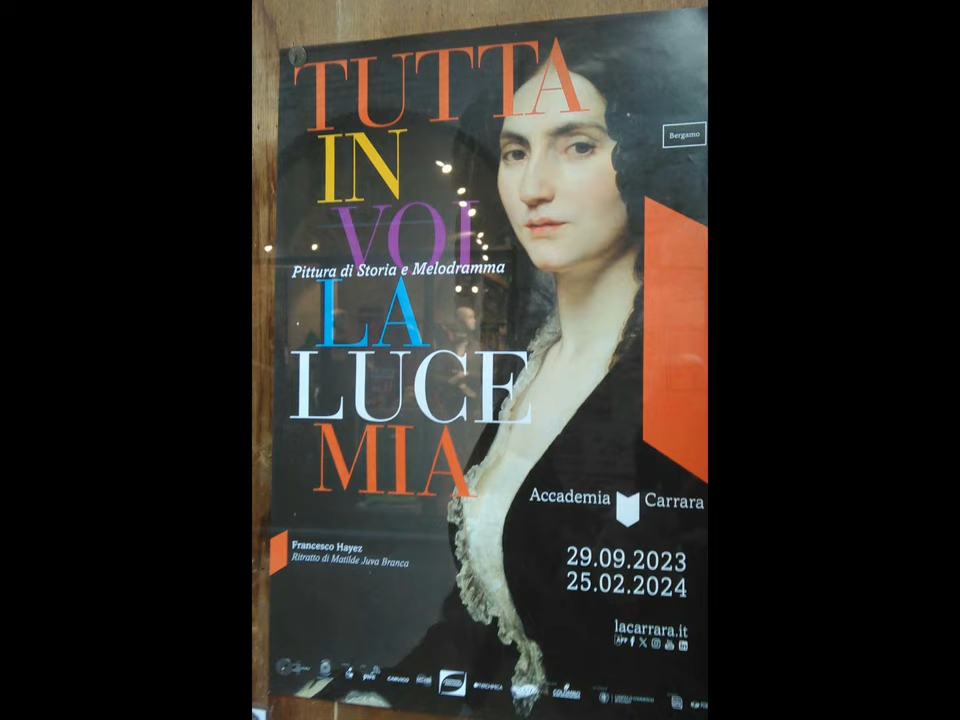 TUTTA
IN
VOI
Pittura di Storia e Melodramma
LA
LUCE
MIA
Bergamo
Accademia Carrara
Francesco Hayez
Ritratto di Matilde Juva Branca
29.09.2023
25.02.2024
lacarrara.it
APP